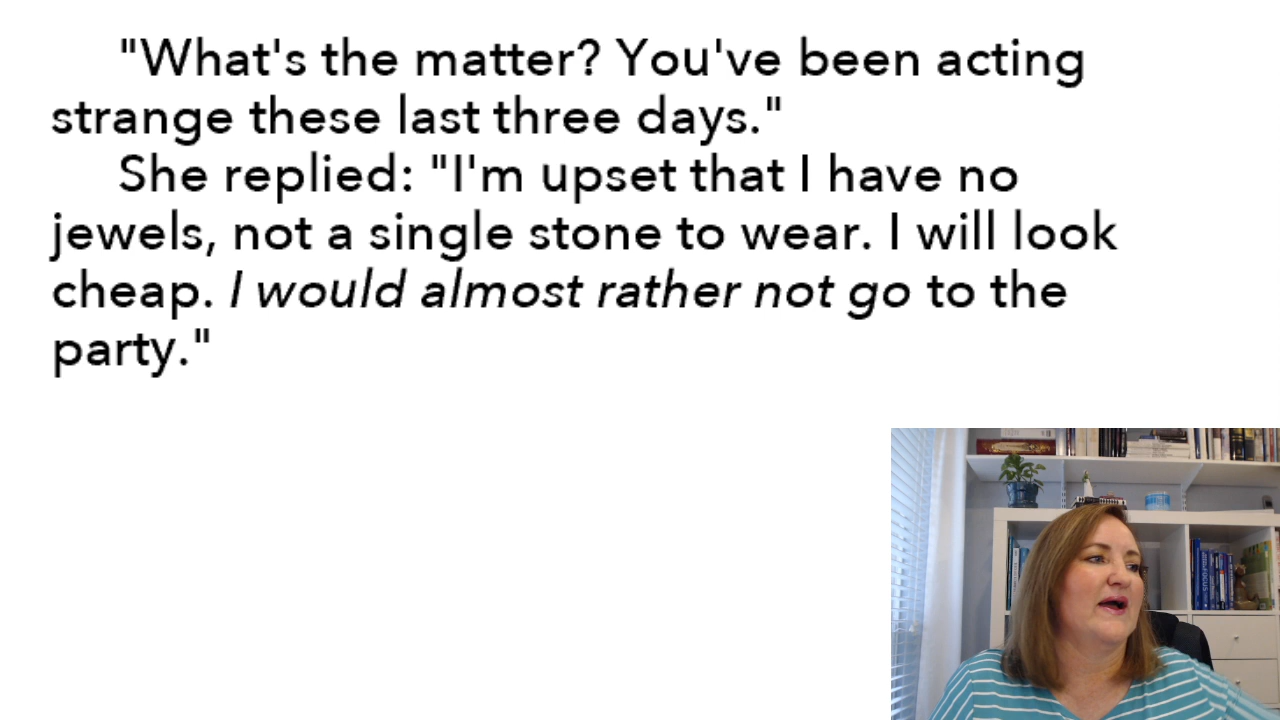 "What's the matter? You've been acting
strange these last three days."
She replied: "I'm upset that I have no
jewels, not a single stone to wear. I will look
cheap. I would almost rather not go to the
party."